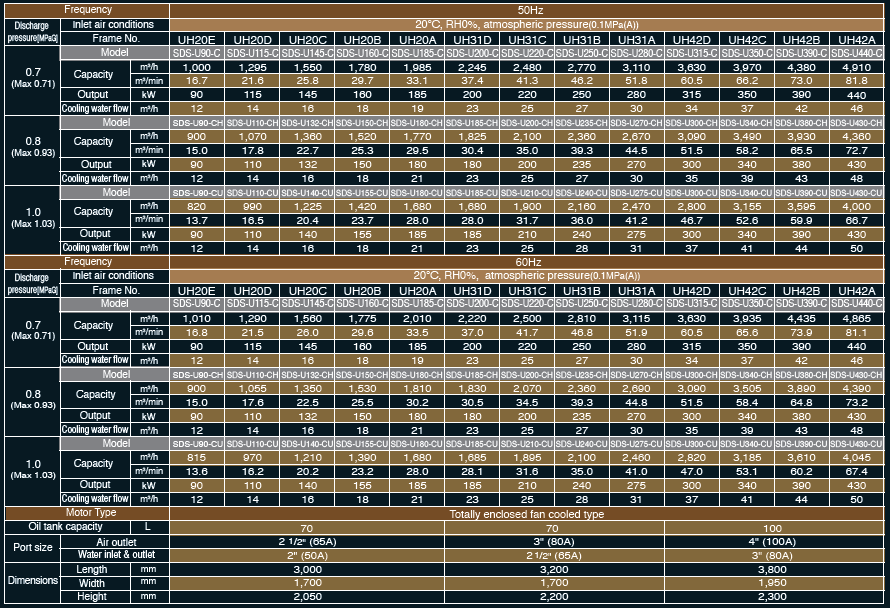 Frequency 50Hz
Discharge pressure[MPaG] Inlet air conditions 20°C, RH0%, atmospheric pressure(0.1MPa(A))
Frame No. UH20E UH20D UH20C UH20B UH20A UH31D UH31C UH31B UH31A UH42D UH42C UH42B UH42A
Model SDS-U90-C SDS-U115-C SDS-U145-C SDS-U160-C SDS-U185-C SDS-U200-C SDS-U220-C SDS-U250-C SDS-U280-C SDS-U315-C SDS-U350-C SDS-U390-C SDS-U440-C
0.7 (Max 0.71) Capacity m³/h 1,000 1,295 1,550 1,780 1,985 2,245 2,480 2,770 3,110 3,630 3,970 4,380 4,910
m³/min 16.7 21.6 25.8 29.7 33.1 37.4 41.3 46.2 51.8 60.5 66.2 73.0 81.8
Output kW 90 115 145 160 185 200 220 250 280 315 350 390 440
Cooling water flow m³/h 12 14 16 18 19 23 25 27 30 34 37 42 46
Model SDS-U90-CH SDS-U110-CH SDS-U132-CH SDS-U150-CH SDS-U180-CH SDS-U185-CH SDS-U200-CH SDS-U235-CH SDS-U270-CH SDS-U300-CH SDS-U340-CH SDS-U380-CH SDS-U430-CH
0.8 (Max 0.93) Capacity m³/h 900 1,070 1,360 1,520 1,770 1,825 2,100 2,360 2,670 3,090 3,490 3,930 4,360
m³/min 15.0 17.8 22.7 25.3 29.5 30.4 35.0 39.3 44.5 51.5 58.2 65.5 72.7
Output kW 90 110 132 150 180 180 200 235 270 300 340 380 430
Cooling water flow m³/h 12 14 16 18 21 23 25 27 30 35 39 43 48
Model SDS-U90-CU SDS-U110-CU SDS-U140-CU SDS-U155-CU SDS-U180-CU SDS-U185-CU SDS-U210-CU SDS-U240-CU SDS-U275-CU SDS-U300-CU SDS-U340-CU SDS-U390-CU SDS-U430-CU
1.0 (Max 1.03) Capacity m³/h 820 990 1,225 1,420 1,680 1,680 1,900 2,160 2,470 2,800 3,155 3,595 4,000
m³/min 13.7 16.5 20.4 23.7 28.0 28.0 31.7 36.0 41.2 46.7 52.6 59.9 66.7
Output kW 90 110 140 155 185 185 210 240 275 300 340 390 430
Cooling water flow m³/h 12 14 16 18 21 23 25 28 31 37 41 44 50
Frequency 60Hz
Discharge pressure[MPaG] Inlet air conditions 20°C, RH0%, atmospheric pressure(0.1MPa(A))
Frame No. UH20E UH20D UH20C UH20B UH20A UH31D UH31C UH31B UH31A UH42D UH42C UH42B UH42A
Model SDS-U90-C SDS-U115-C SDS-U145-C SDS-U160-C SDS-U185-C SDS-U200-C SDS-U220-C SDS-U250-C SDS-U280-C SDS-U315-C SDS-U350-C SDS-U390-C SDS-U440-C
0.7 (Max 0.71) Capacity m³/h 1,010 1,290 1,560 1,775 2,010 2,220 2,500 2,810 3,115 3,630 3,935 4,435 4,865
m³/min 16.8 21.5 26.0 29.6 33.5 37.0 41.7 46.8 51.9 60.5 65.6 73.9 81.1
Output kW 90 115 145 160 185 200 220 250 280 315 350 390 440
Cooling water flow m³/h 12 14 16 18 19 23 25 27 30 34 37 42 46
Model SDS-U90-CH SDS-U110-CH SDS-U132-CH SDS-U150-CH SDS-U180-CH SDS-U185-CH SDS-U200-CH SDS-U235-CH SDS-U270-CH SDS-U300-CH SDS-U340-CH SDS-U380-CH SDS-U430-CH
0.8 (Max 0.93) Capacity m³/h 900 1,055 1,350 1,530 1,810 1,830 2,070 2,360 2,690 3,090 3,505 3,890 4,390
m³/min 15.0 17.6 22.5 25.5 30.2 30.5 34.5 39.3 44.8 51.5 58.4 64.8 73.2
Output kW 90 110 132 150 180 180 200 235 270 300 340 380 430
Cooling water flow m³/h 12 14 16 18 21 23 25 27 30 35 39 43 48
Model SDS-U90-CU SDS-U110-CU SDS-U140-CU SDS-U155-CU SDS-U180-CU SDS-U185-CU SDS-U210-CU SDS-U240-CU SDS-U275-CU SDS-U300-CU SDS-U340-CU SDS-U390-CU SDS-U430-CU
1.0 (Max 1.03) Capacity m³/h 815 970 1,210 1,390 1,680 1,685 1,895 2,100 2,460 2,820 3,185 3,610 4,045
m³/min 13.6 16.2 20.2 23.2 28.0 28.1 31.6 35.0 41.0 47.0 53.1 60.2 67.4
Output kW 90 110 140 155 185 185 210 240 275 300 340 390 430
Cooling water flow m³/h 12 14 16 18 21 23 25 28 31 37 41 44 50
Motor Type Totally enclosed fan cooled type
Oil tank capacity L 70 70 100
Port size Air outlet 2 1/2" (65A) 3" (80A) 4" (100A)
Water inlet & outlet 2" (50A) 2 1/2" (65A) 3" (80A)
Dimensions Length mm 3,000 3,200 3,800
Width mm 1,700 1,700 1,950
Height mm 2,050 2,200 2,300